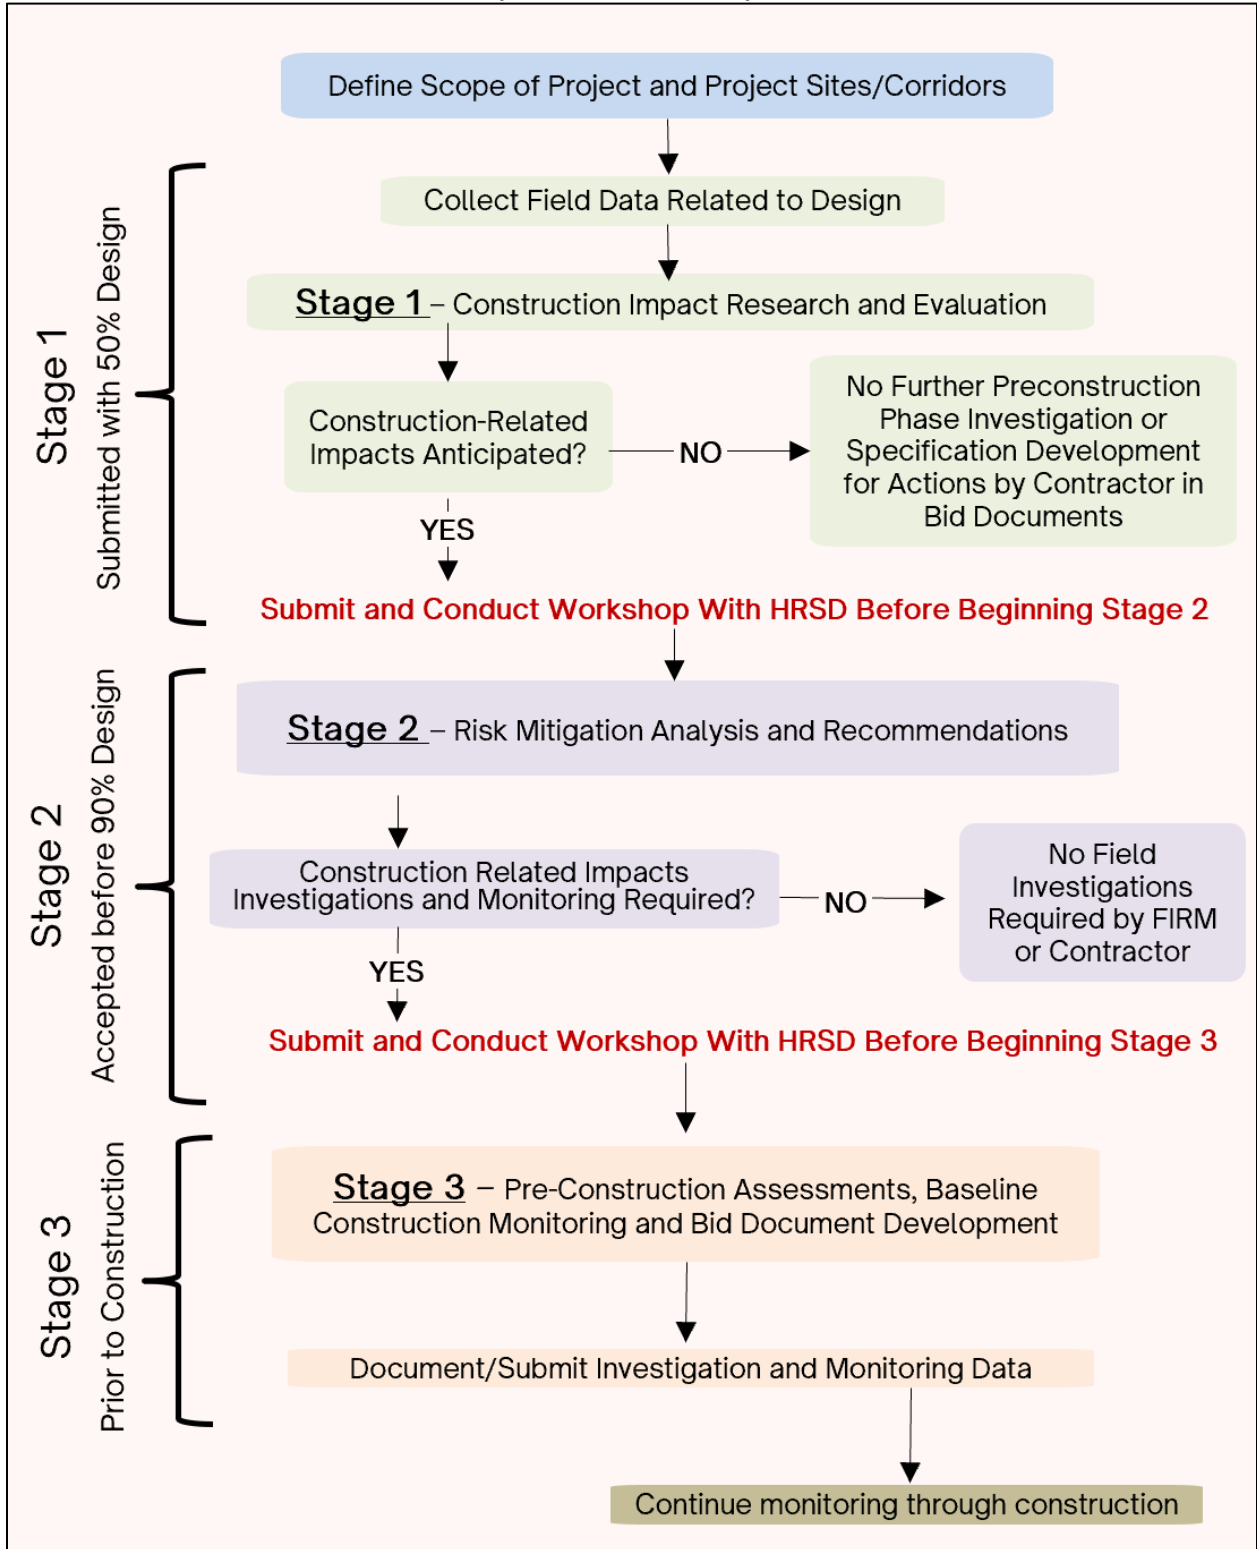 Define Scope of Project and Project Sites/Corridors
Collect Field Data Related to Design
Stage 1 – Construction Impact Research and Evaluation
Construction-Related
Impacts Anticipated?
NO
No Further Preconstruction
Phase Investigation or
Specification Development
for Actions by Contractor in
Bid Documents
YES
Submit and Conduct Workshop With HRSD Before Beginning Stage 2
Stage 1
Submitted with 50% Design
Stage 2 – Risk Mitigation Analysis and Recommendations
Construction Related Impacts
Investigations and Monitoring Required?
NO
No Field
Investigations
Required by FIRM
or Contractor
YES
Submit and Conduct Workshop With HRSD Before Beginning Stage 3
Stage 2
Accepted before 90% Design
Stage 3 – Pre-Construction Assessments, Baseline
Construction Monitoring and Bid Document Development
Document/Submit Investigation and Monitoring Data
Stage 3
Prior to Construction
Continue monitoring through construction